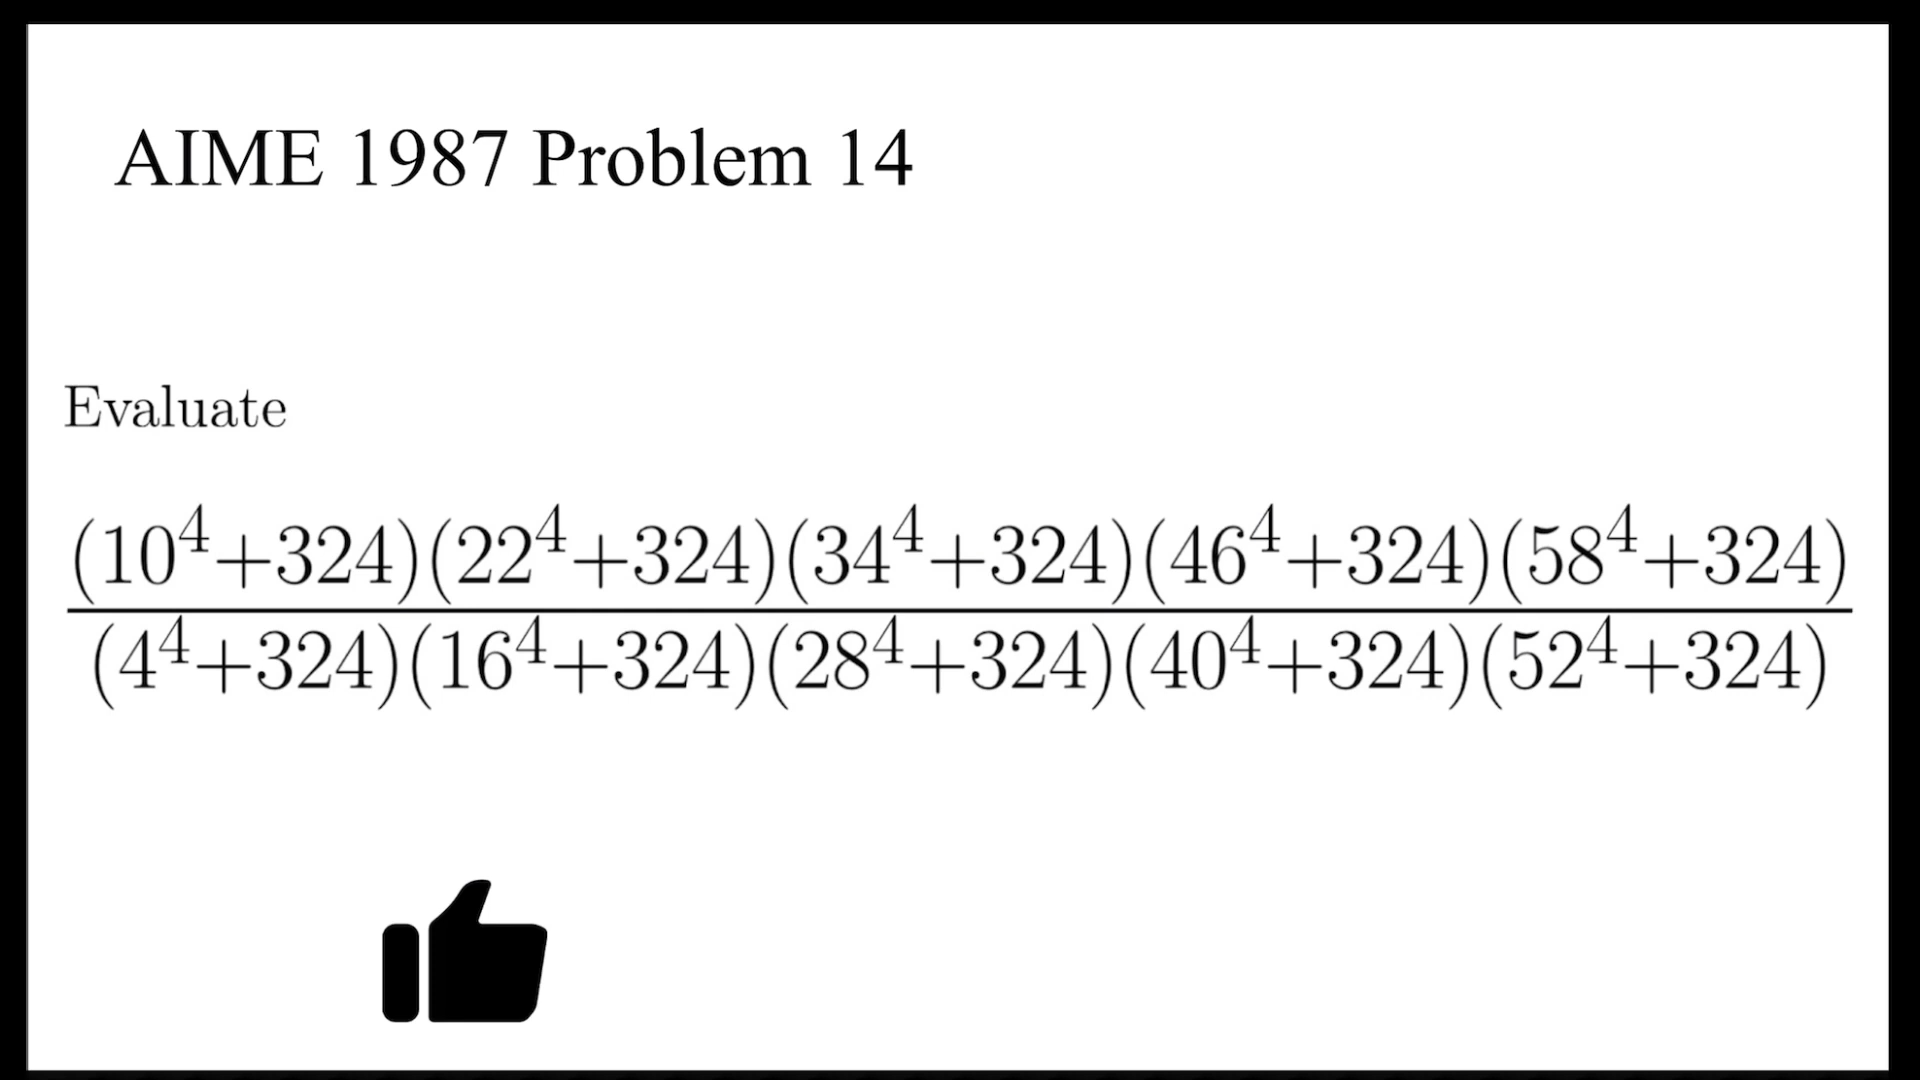 AIME 1987 Problem 14
Evaluate
(10⁴+324)(22⁴+324)(34⁴+324)(46⁴+324)(58⁴+324)
(4⁴+324)(16⁴+324)(28⁴+324)(40⁴+324)(52⁴+324)